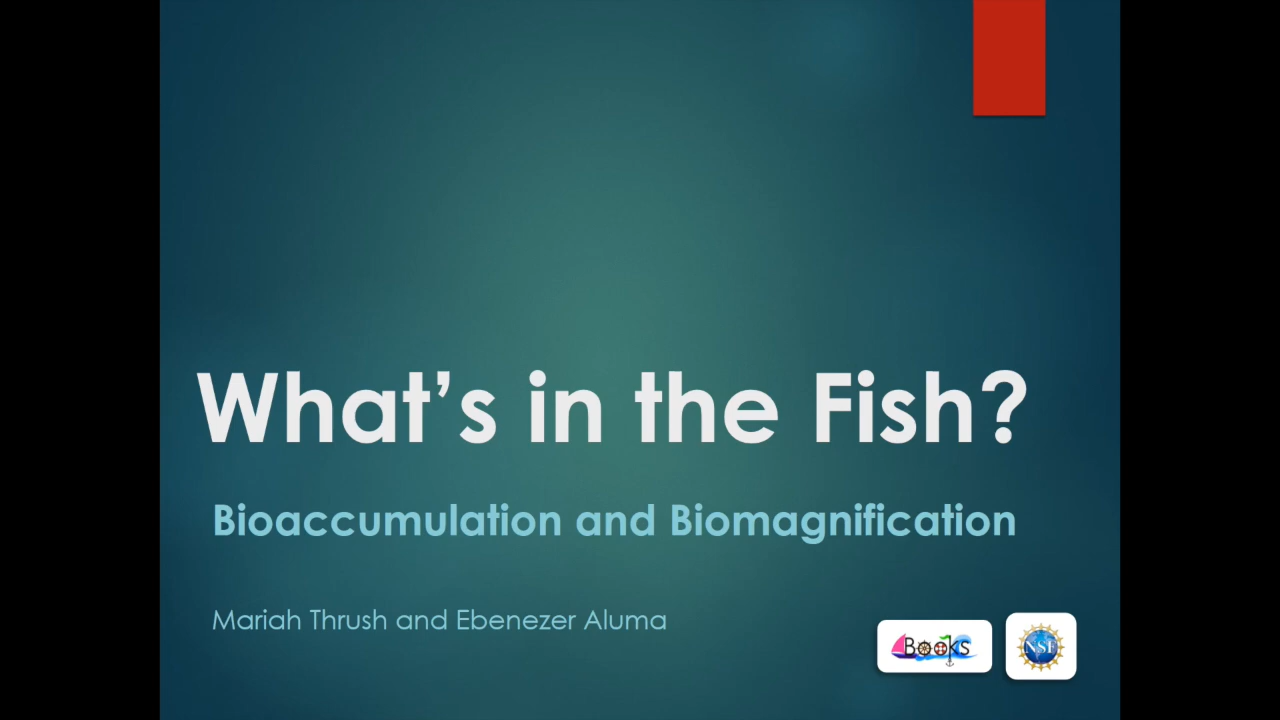 What's in the Fish?
Bioaccumulation and Biomagnification
Mariah Thrush and Ebenezer Aluma
Books
NSF